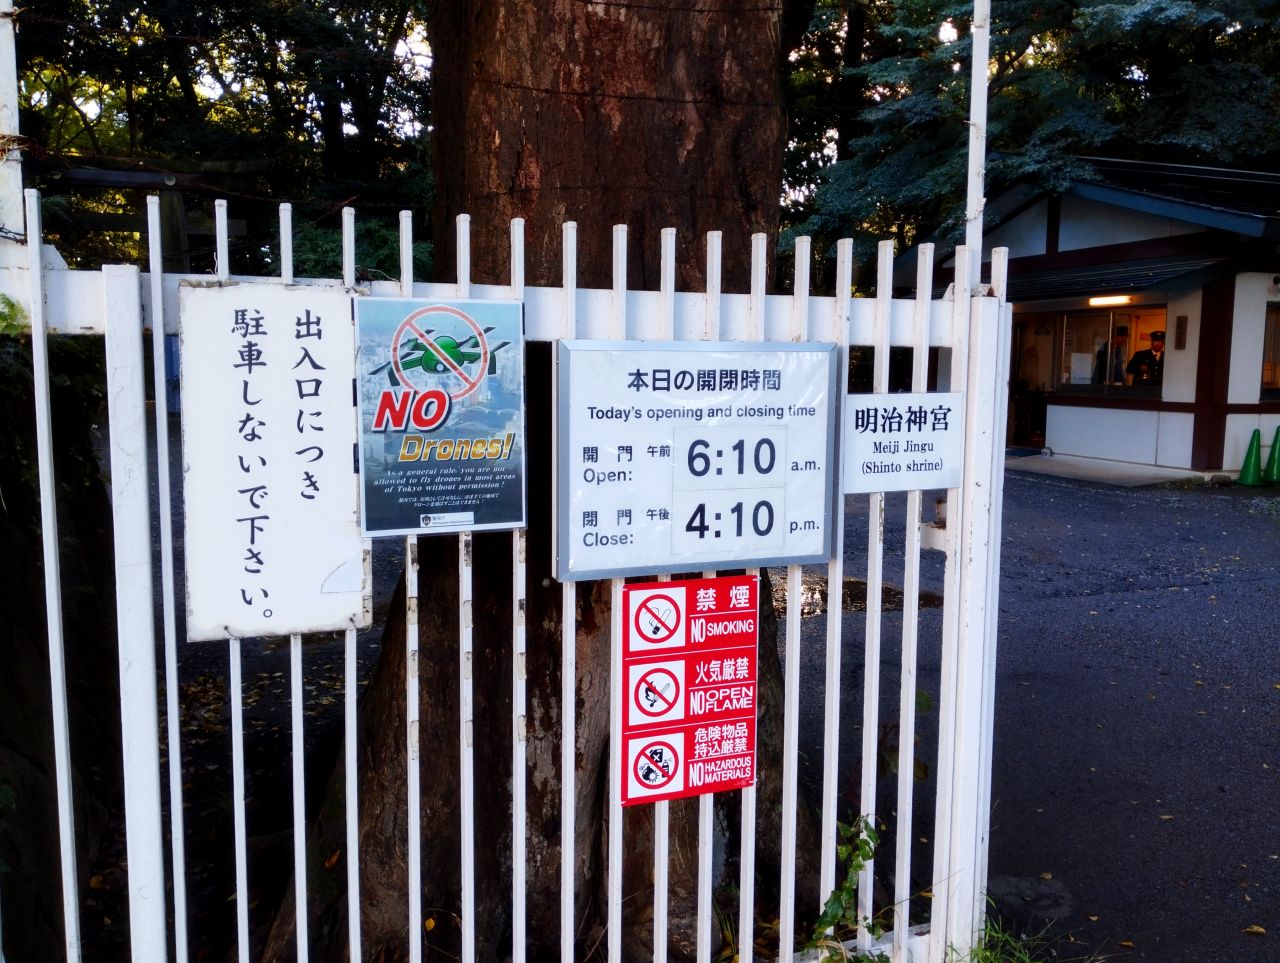 出入口につき
駐車しないで下さい。
NO
Drones!
As a general rule, you are not
allowed to fly drones in most areas
of Tokyo without permission!
本日の開閉時間
Today's opening and closing time
開門 午前 6:10 a.m.
Open:
閉門 午後 4:10 p.m.
Close:
明治神宮
Meiji Jingu
(Shinto shrine)
禁煙
NO SMOKING
火気厳禁
NO OPEN FLAME
危険物品
持込厳禁
NO HAZARDOUS MATERIALS